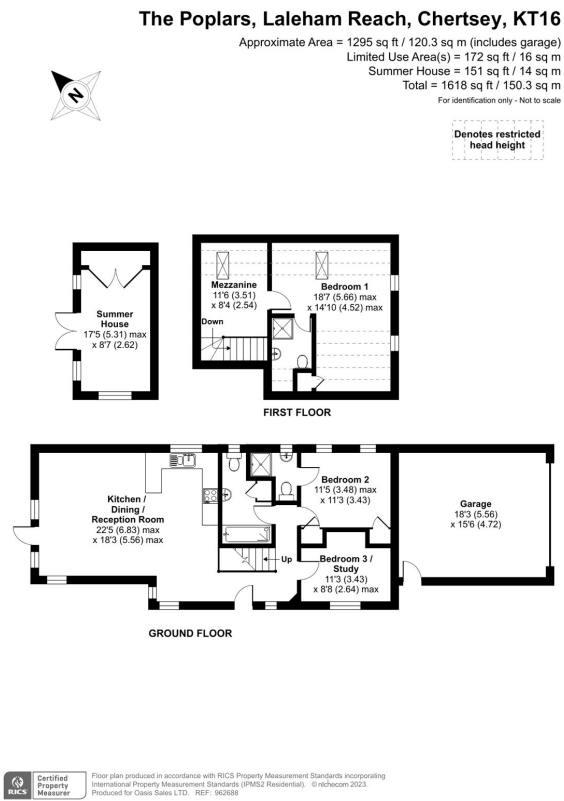 The Poplars, Laleham Reach, Chertsey, KT16
Approximate Area = 1295 sq ft / 120.3 sq m (includes garage)
Limited Use Area(s) = 172 sq ft / 16 sq m
Summer House = 151 sq ft / 14 sq m
Total = 1618 sq ft / 150.3 sq m
For identification only - Not to scale
N
Denotes restricted
head height
Summer
House
17'5 (5.31) max
x 8'7 (2.62)
Mezzanine
11'6 (3.51)
x 8'4 (2.54)
Down
Bedroom 1
18'7 (5.66) max
x 14'10 (4.52) max
FIRST FLOOR
Kitchen /
Dining /
Reception Room
22'5 (6.83) max
x 18'3 (5.56) max
Up
Bedroom 2
11'5 (3.48) max
x 11'3 (3.43)
Bedroom 3 /
Study
11'3 (3.43)
x 8'8 (2.64) max
Garage
18'3 (5.56)
x 15'6 (4.72)
GROUND FLOOR
RICS
Certified
Property
Measurer
Floor plan produced in accordance with RICS Property Measurement Standards incorporating
International Property Measurement Standards (IPMS2 Residential). © nichecom 2023.
Produced for Oasis Sales LTD. REF: 962688